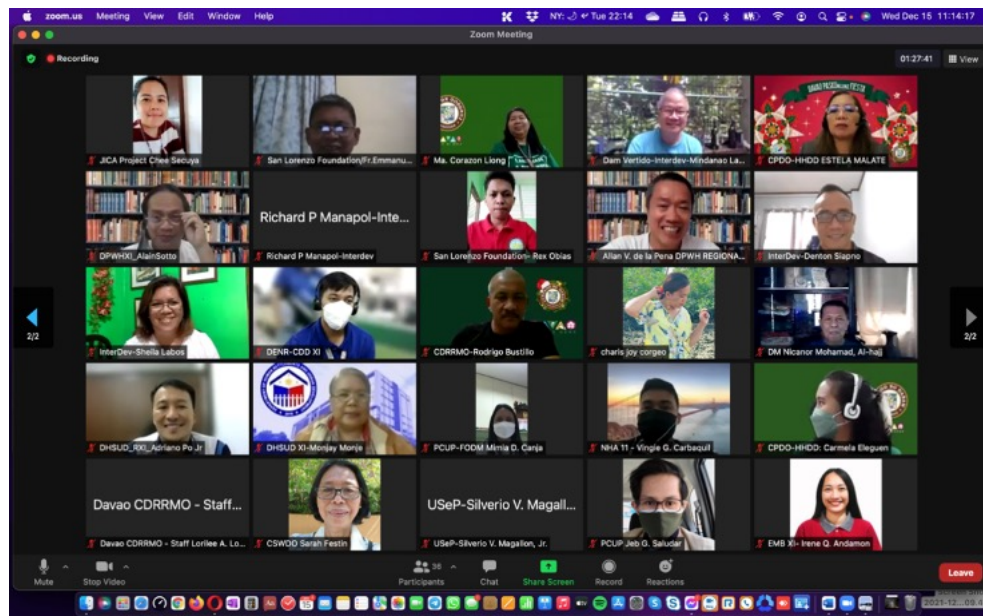 zoom.us Meeting View Edit Window Help
NY: Tue 22:14
Wed Dec 15 11:14:17
Zoom Meeting
Recording
01:27:41
View
JICA Project Chee Secuya
San Lorenzo Foundation/Fr.Emmanu...
Ma. Corazon Liong
Dam Vertido-Interdev-Mindanao La...
CPDO-HHDD ESTELA MALATE
Richard P Manapol-Inte...
DPWHXI_AlainSotto
Richard P Manapol-Interdev
San Lorenzo Foundation- Rex Obias
Allan V. de la Pena DPWH REGIONA...
InterDev-Denton Siapno
2/2
2/2
InterDev-Sheila Labos
DENR-CDD XI
CDRRMO-Rodrigo Bustillo
charis joy corgeo
DM Nicanor Mohamad, Al-hajj
DHSUD_RXI_Adriano Po Jr
DHSUD XI-Monjay Monje
PCUP-FODM Mimia D. Canja
NHA 11 - Vingie G. Carbaquil
CPDO-HHDD: Carmela Eleguen
Davao CDRRMO - Staff...
USeP-Silverio V. Magall...
Davao CDRRMO - Staff Lorilee A. Lo...
CSWDO Sarah Festin
USeP-Silverio V. Magallon, Jr.
PCUP Jeb G. Saludar
EMB XI- Irene Q. Andamon
Mute
Stop Video
36
Participants
Chat
Share Screen
Record
Reactions
Leave